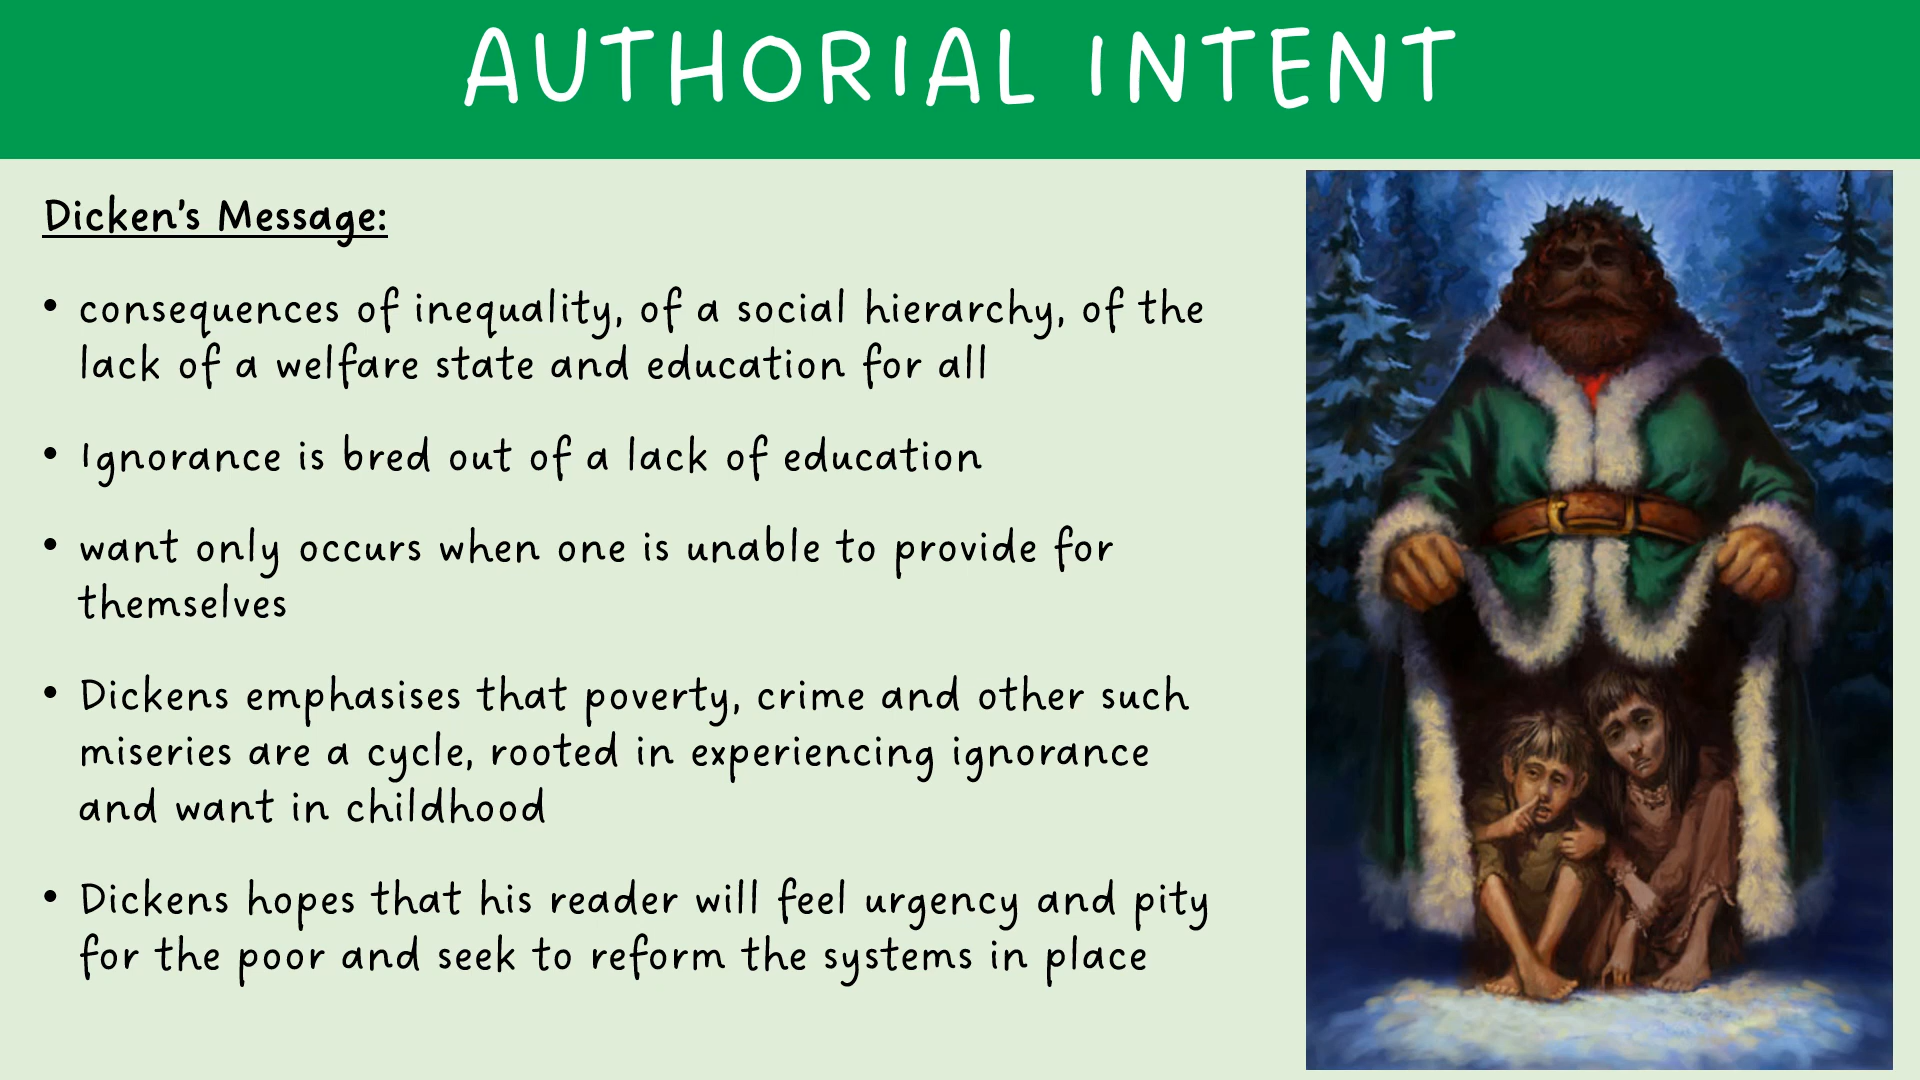 AUTHORIAL INTENT
Dicken's Message:
• consequences of inequality, of a social hierarchy, of the
lack of a welfare state and education for all
• Ignorance is bred out of a lack of education
• want only occurs when one is unable to provide for
themselves
• Dickens emphasises that poverty, crime and other such
miseries are a cycle, rooted in experiencing ignorance
and want in childhood
• Dickens hopes that his reader will feel urgency and pity
for the poor and seek to reform the systems in place